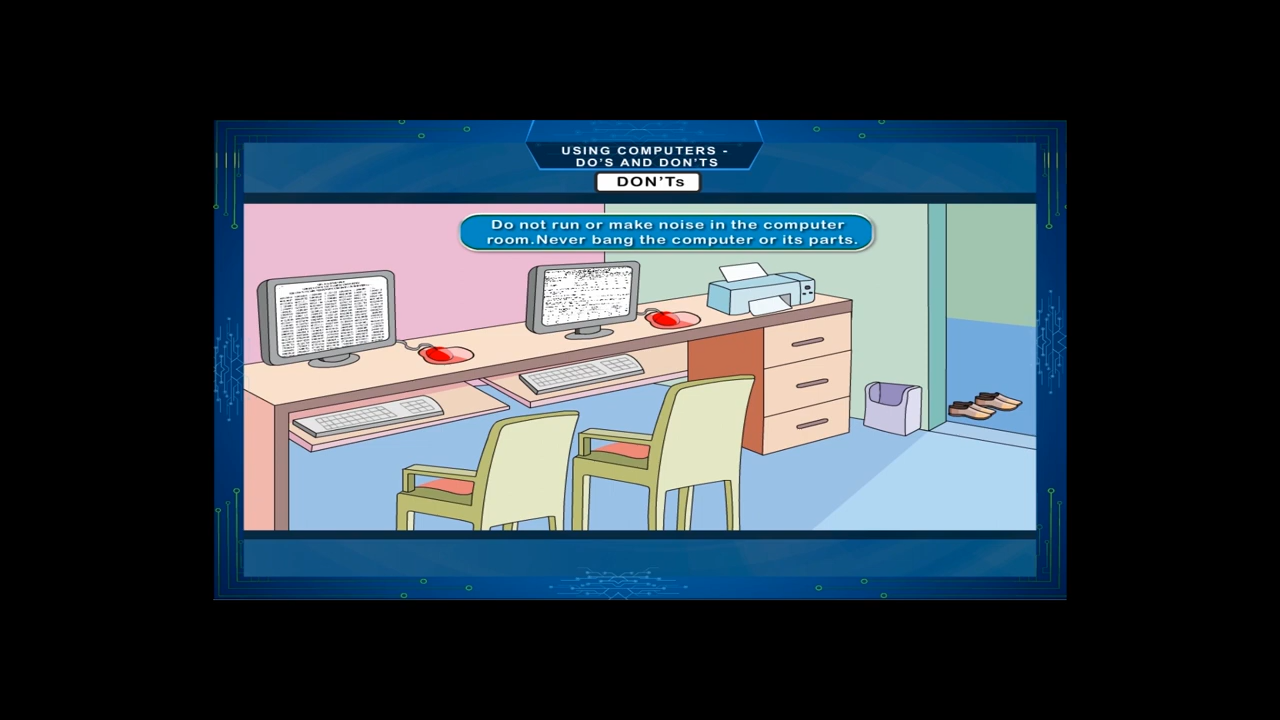 USING COMPUTERS -
DO'S AND DON'TS
DON'Ts
Do not run or make noise in the computer
room.Never bang the computer or its parts.